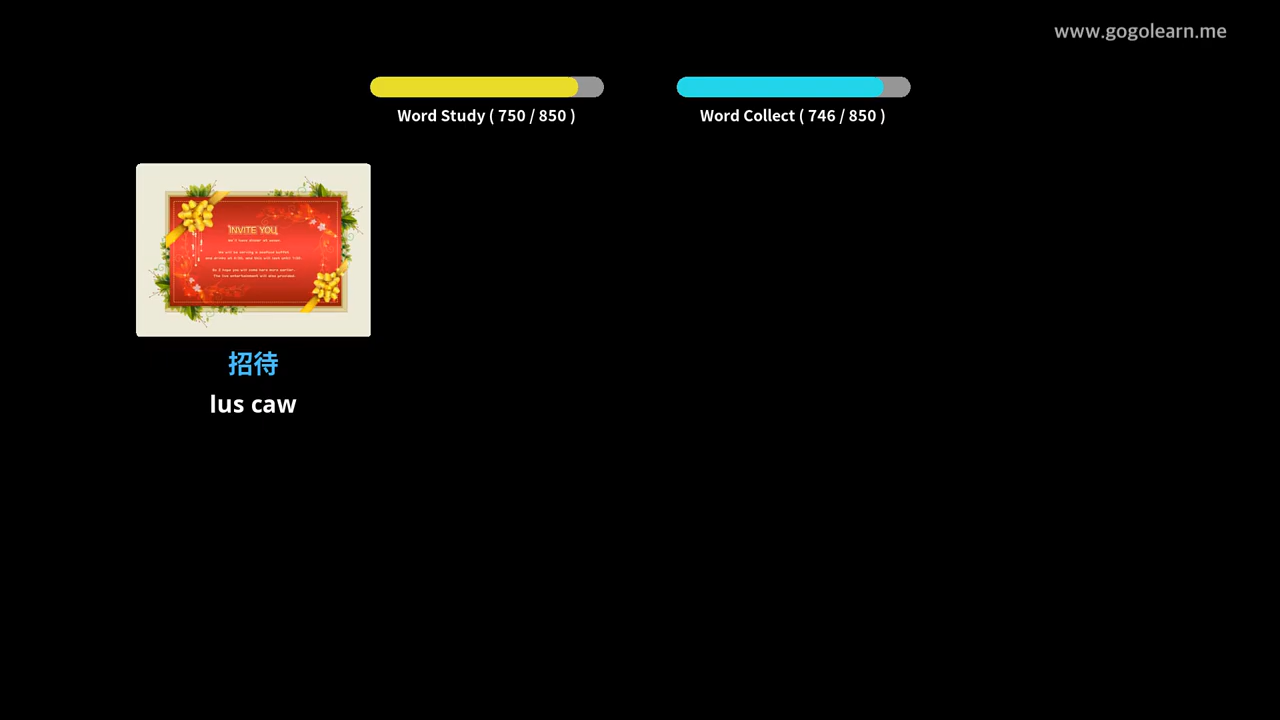 www.gogolearn.me
Word Study ( 750 / 850 )
Word Collect ( 746 / 850 )
INVITE YOU
招待
lus caw